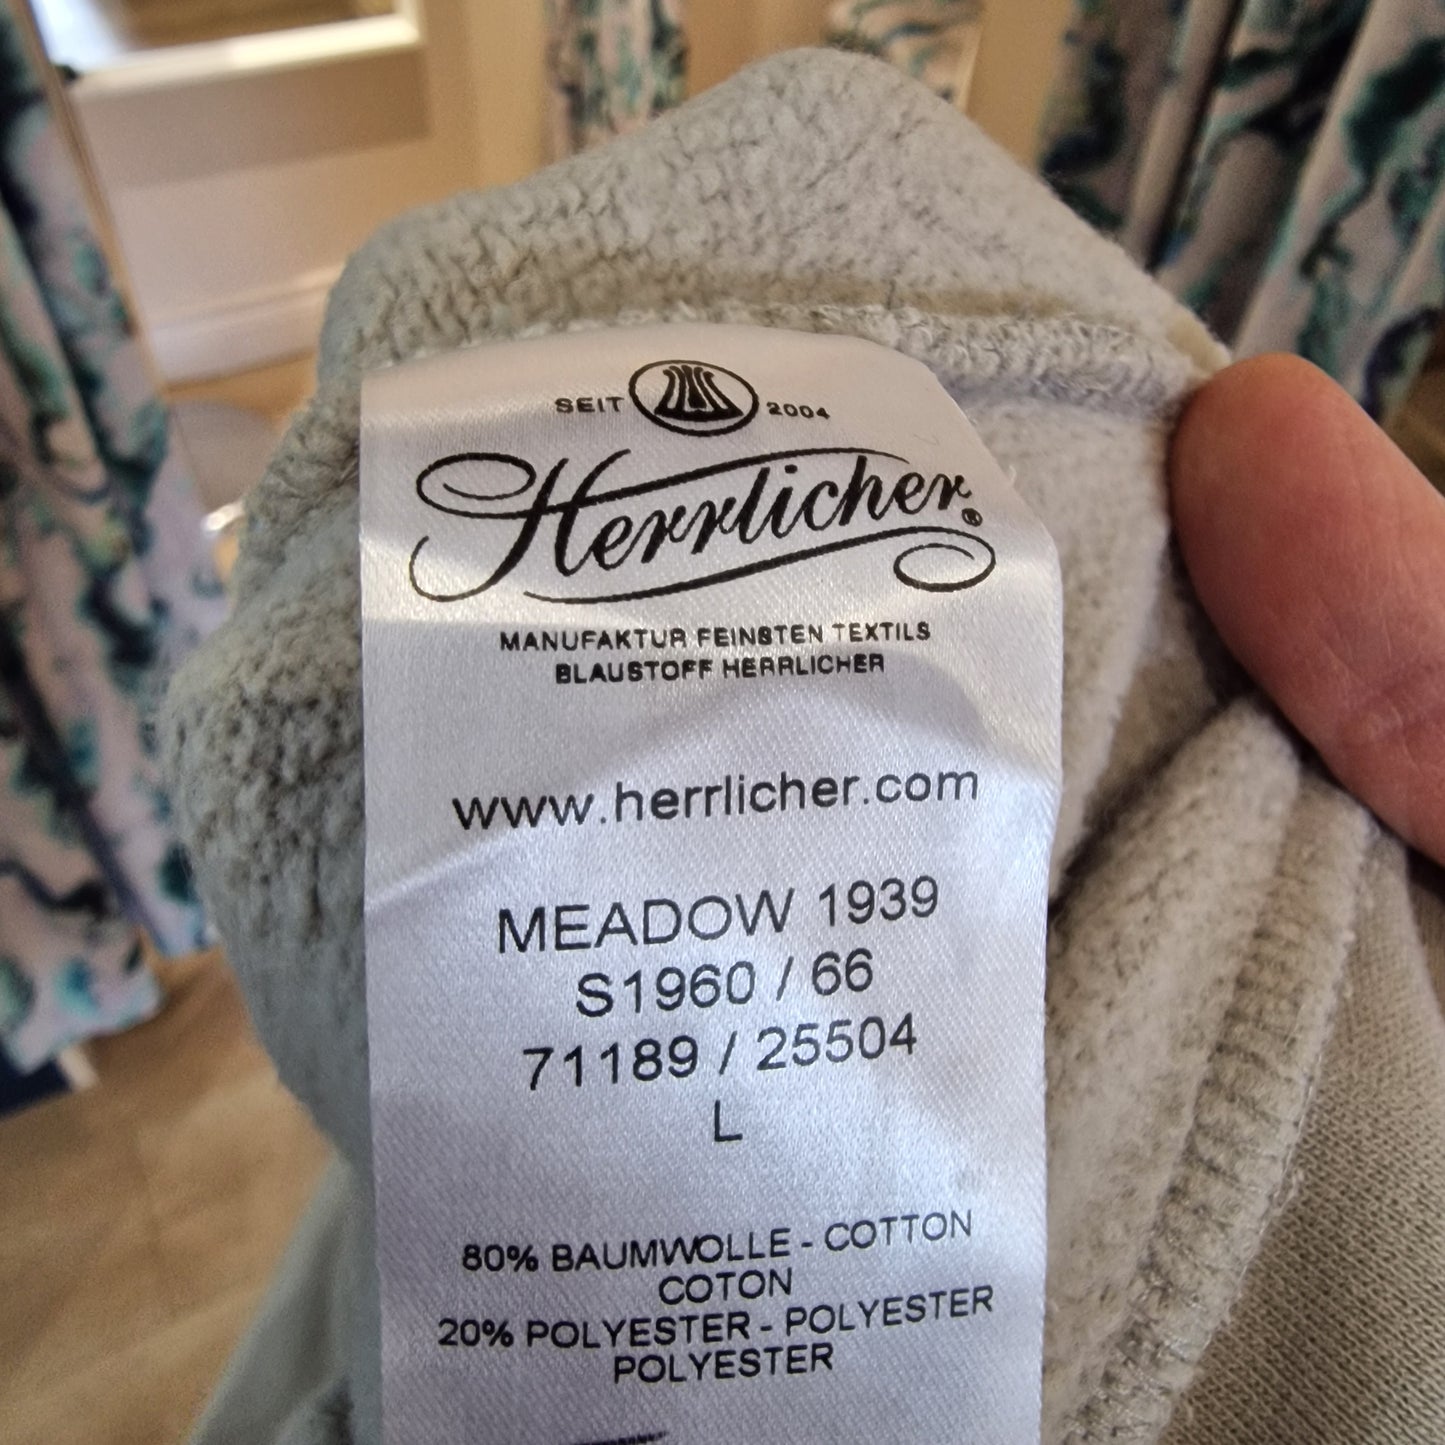 SEIT 2004
Herrlicher®
MANUFAKTUR FEINSTEN TEXTILS
BLAUSTOFF HERRLICHER
www.herrlicher.com
MEADOW 1939
S1960 / 66
71189 / 25504
L
80% BAUMWOLLE - COTTON
COTON
20% POLYESTER - POLYESTER
POLYESTER